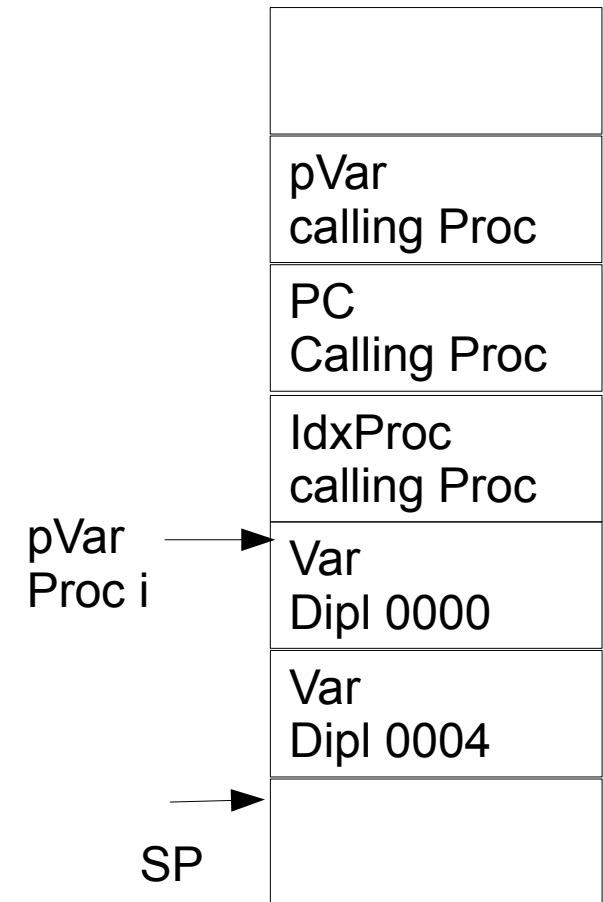 pVar
calling Proc
PC
Calling Proc
IdxProc
calling Proc
pVar
Proc i
Var
Dipl 0000
Var
Dipl 0004
SP